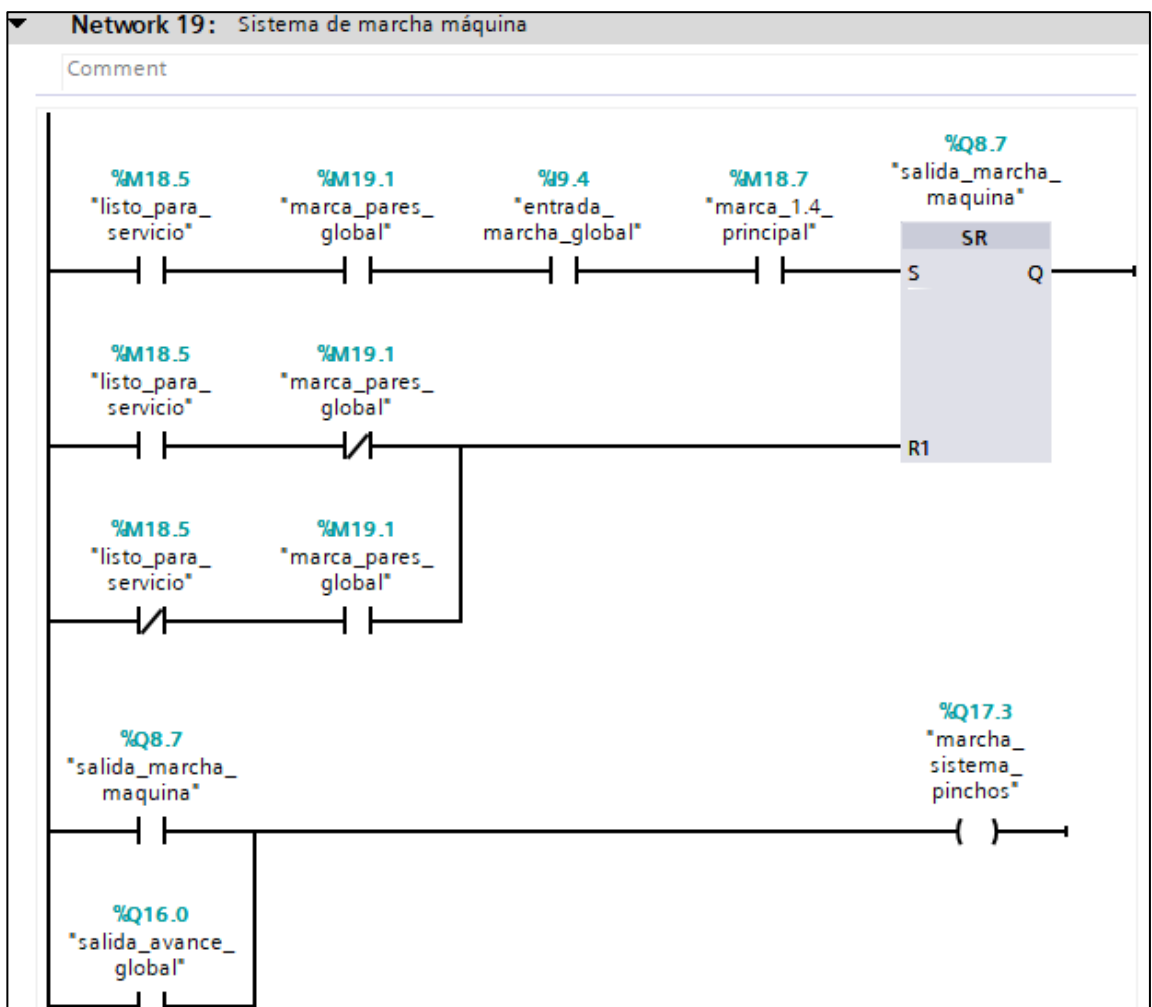 Network 19: Sistema de marcha máquina
Comment
%Q8.7
"salida_marcha_
maquina"
%M18.5
"listo_para_
servicio"
%M19.1
"marca_pares_
global"
%I9.4
"entrada_
marcha_global"
%M18.7
"marca_1.4_
principal"
SR
S
Q
%M18.5
"listo_para_
servicio"
%M19.1
"marca_pares_
global"
R1
%M18.5
"listo_para_
servicio"
%M19.1
"marca_pares_
global"
%Q8.7
"salida_marcha_
maquina"
%Q17.3
"marcha_
sistema_
pinchos"
%Q16.0
"salida_avance_
global"